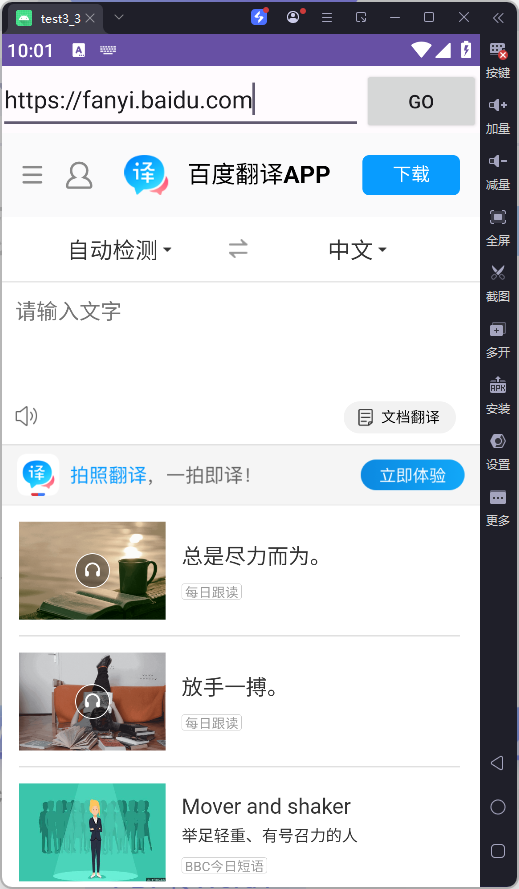 test3_3
10:01
A
https://fanyi.baidu.com
GO
译
百度翻译APP
下载
自动检测
中文
请输入文字
文档翻译
译
拍照翻译，一拍即译！
立即体验
总是尽力而为。
每日跟读
放手一搏。
每日跟读
Mover and shaker
举足轻重、有号召力的人
BBC今日短语
按键
加量
减量
全屏
截图
多开
APK
安装
设置
更多